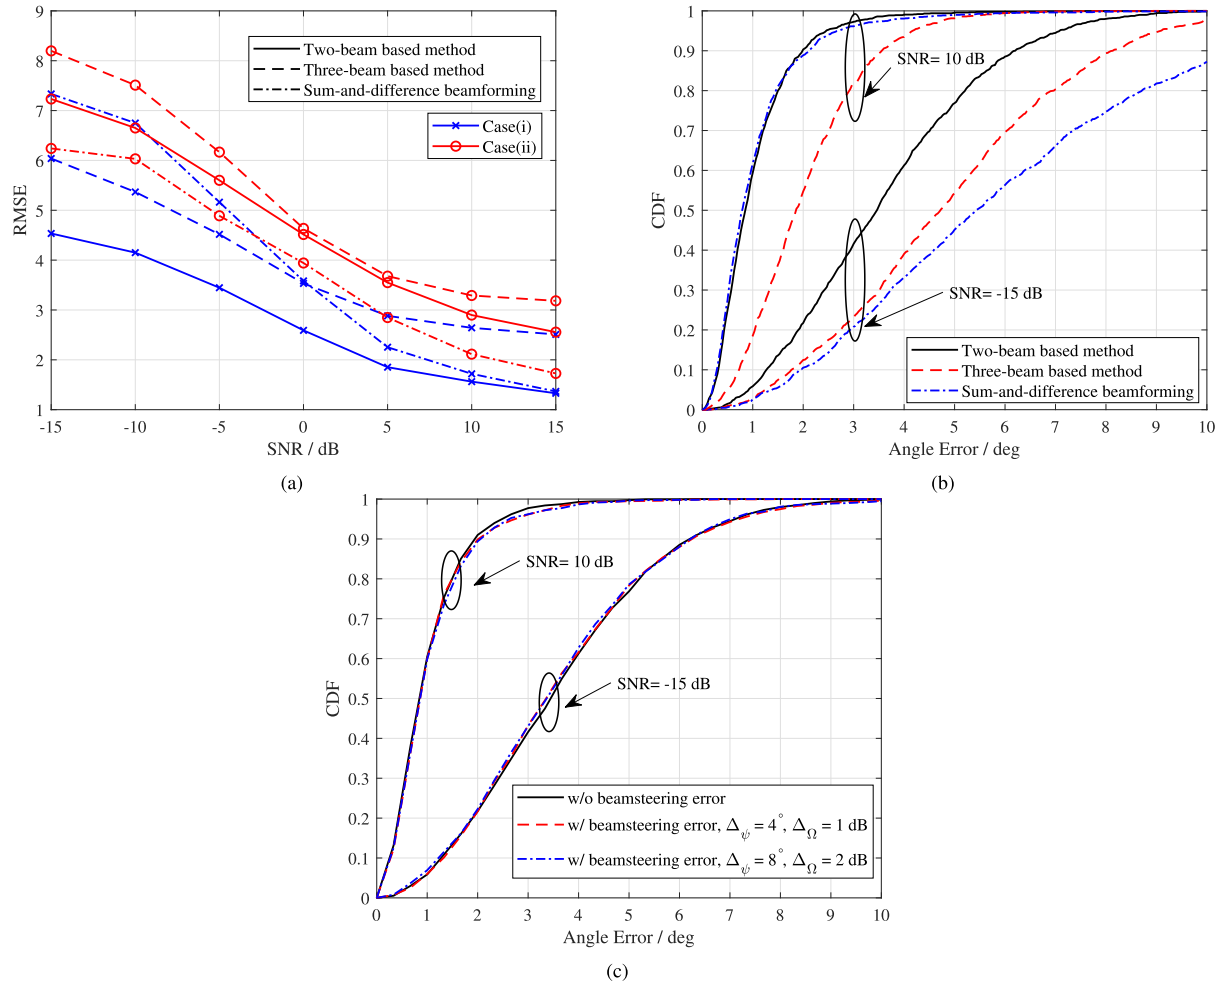 9
8
7
6
5
4
3
2
1
RMSE
-15 -10 -5 0 5 10 15
SNR / dB
Two-beam based method
Three-beam based method
Sum-and-difference beamforming
Case(i)
Case(ii)
(a)
1
0.9
0.8
0.7
0.6
0.5
0.4
0.3
0.2
0.1
0
CDF
0 1 2 3 4 5 6 7 8 9 10
Angle Error / deg
SNR= 10 dB
SNR= -15 dB
Two-beam based method
Three-beam based method
Sum-and-difference beamforming
(b)
1
0.9
0.8
0.7
0.6
0.5
0.4
0.3
0.2
0.1
0
CDF
0 1 2 3 4 5 6 7 8 9 10
Angle Error / deg
SNR= 10 dB
SNR= -15 dB
w/o beamsteering error
w/ beamsteering error, Δ_ψ = 4°, Δ_Ω = 1 dB
w/ beamsteering error, Δ_ψ = 8°, Δ_Ω = 2 dB
(c)